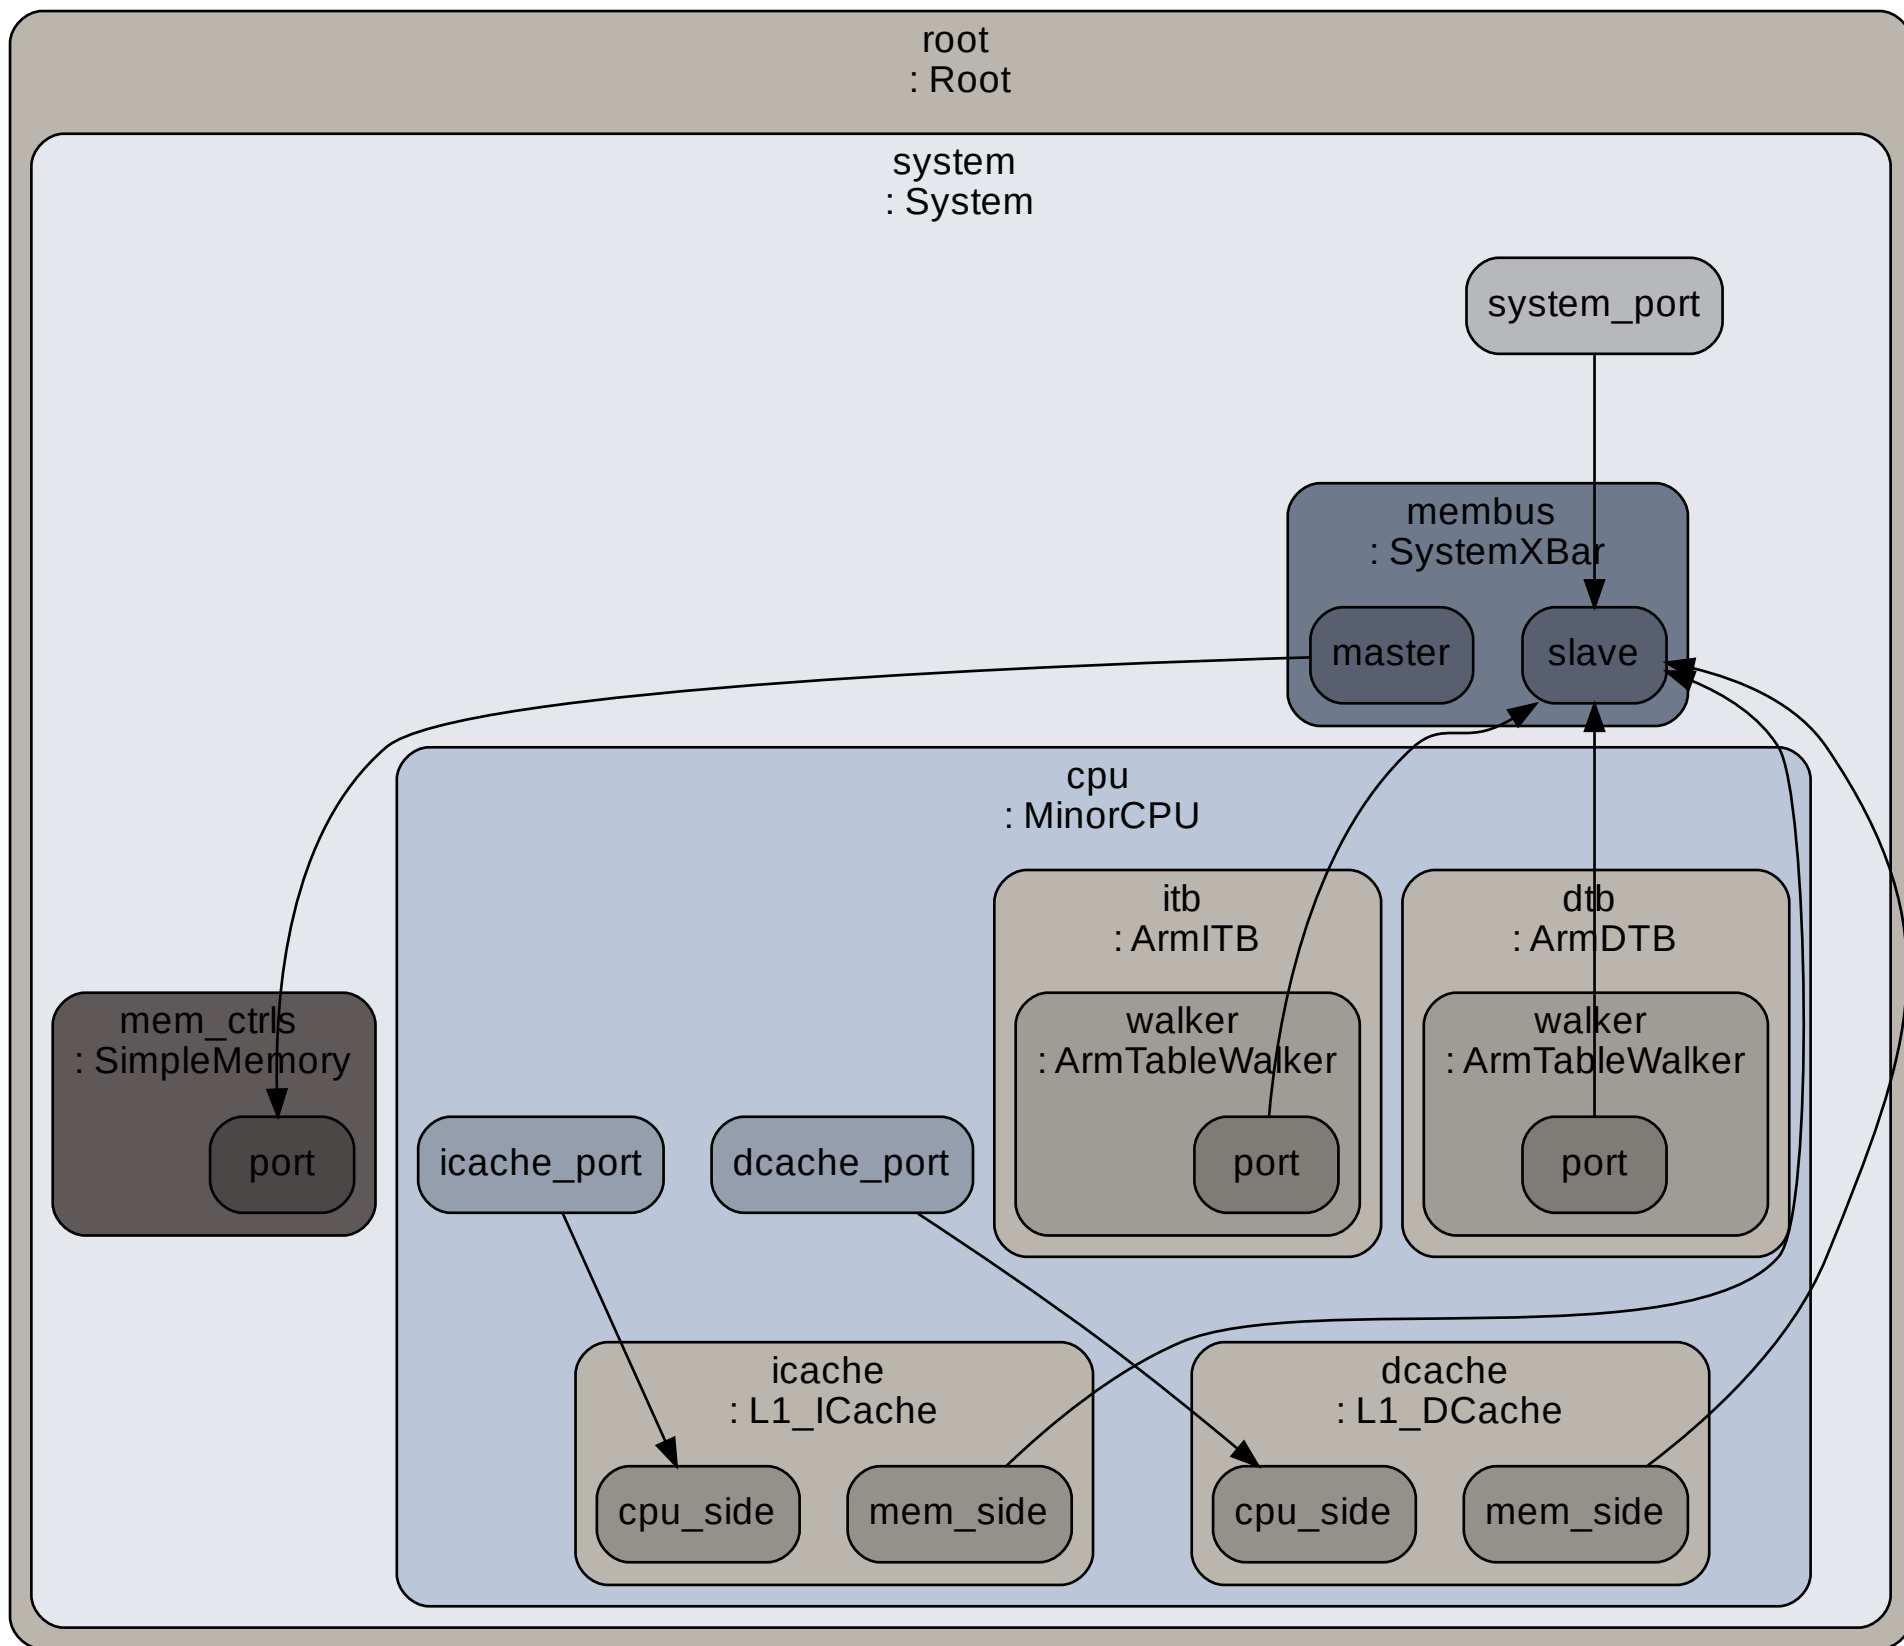 root
: Root
system
: System
system_port
membus
: SystemXBar
master
slave
cpu
: MinorCPU
itb
: ArmITB
dtb
: ArmDTB
mem_ctrls
: SimpleMemory
walker
: ArmTableWalker
walker
: ArmTableWalker
port
icache_port
dcache_port
port
port
icache
: L1_ICache
dcache
: L1_DCache
cpu_side
mem_side
cpu_side
mem_side